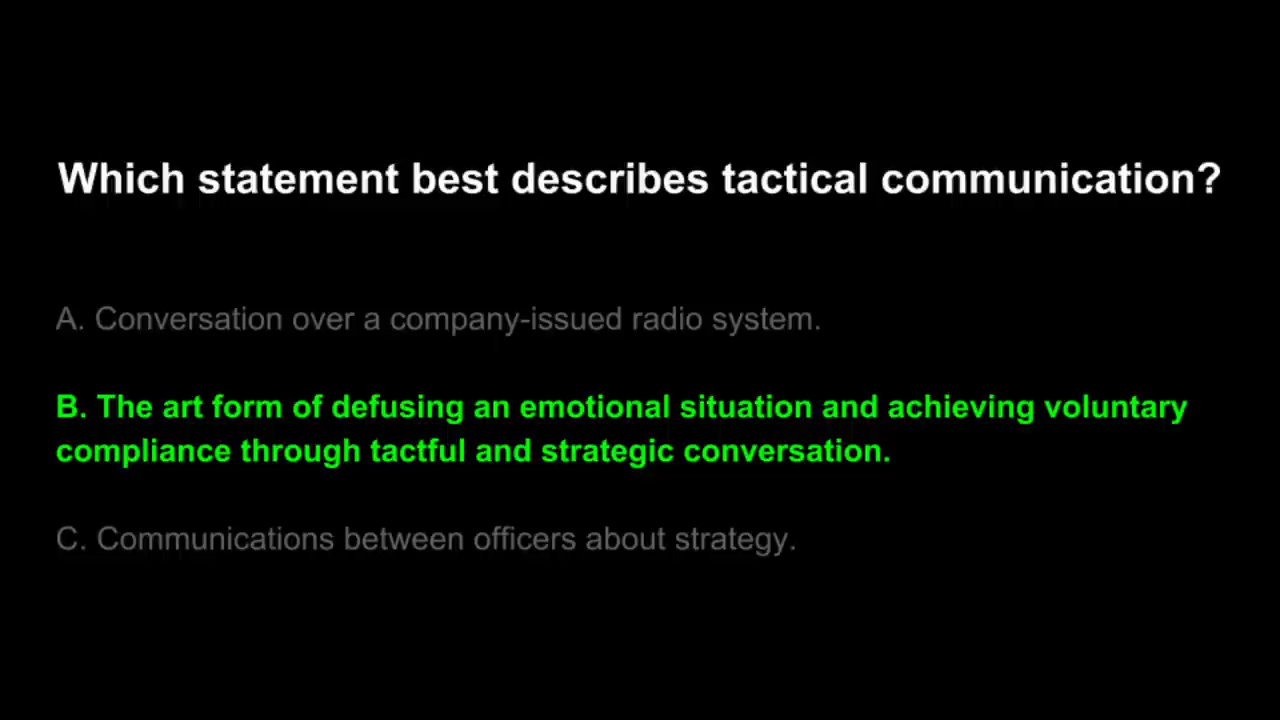 Which statement best describes tactical communication?
A. Conversation over a company-issued radio system.
B. The art form of defusing an emotional situation and achieving voluntary
compliance through tactful and strategic conversation.
C. Communications between officers about strategy.